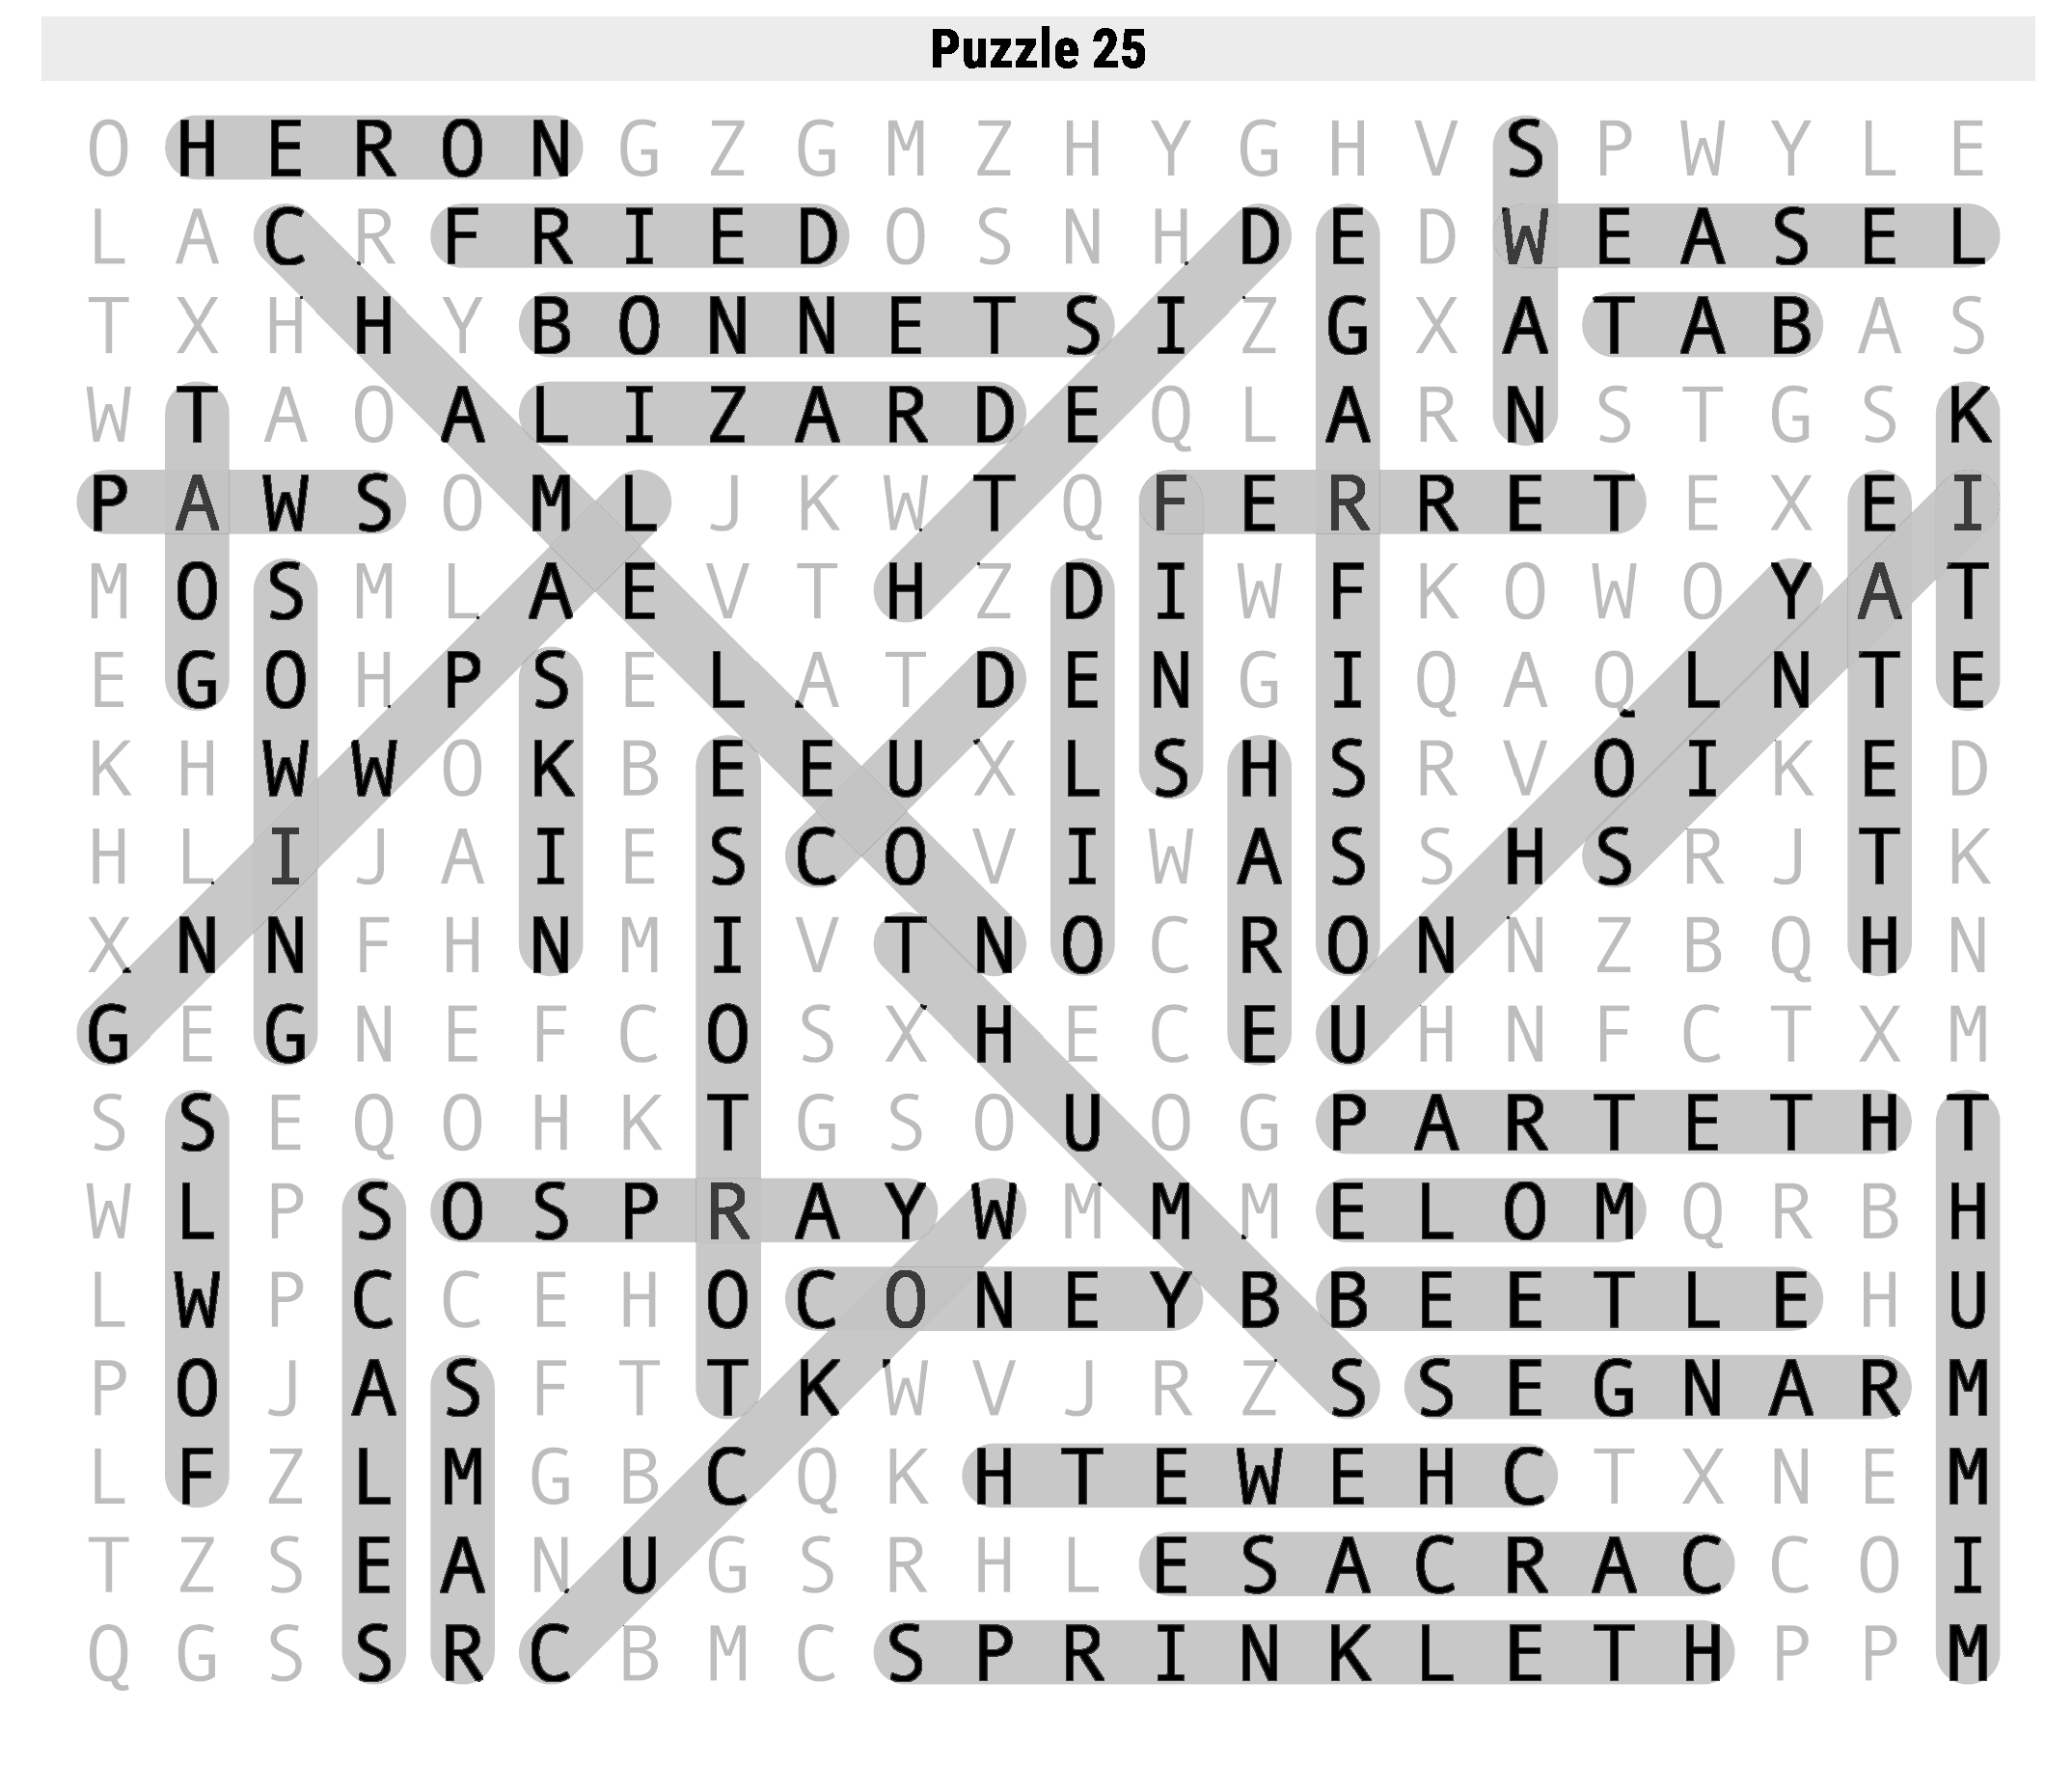 Puzzle 25
O H E R O N G Z G M Z H Y G H V S P W Y L E
L A C R F R I E D O S N H D E D W E A S E L
T X H H Y B O N N E T S I Z G X A T A B A S
W T A O A L I Z A R D E Q L A R N S T G S K
P A W S O M L J K W T Q F E R R E T E X E I
M O S M L A E V T H Z D I W F K O W O Y A T
E G O H P S E L A T D E N G I Q A Q L N T E
K H W W O K B E E U X L S H S R V O I K E D
H L I J A I E S C O V I W A S S H S R J T K
X N N F H N M I V T N O C R O N N Z B Q H N
G E G N E F C O S X H E C E U H N F C T X M
S S E Q O H K T G S O U O G P A R T E T H T
W L P S O S P R A Y W M M M E L O M Q R B H
L W P C C E H O C O N E Y B B E E T L E H U
P O J A S F T T K W V J R Z S S E G N A R M
L F Z L M G B C Q K H T E W E H C T X N E M
T Z S E A N U G S R H L E S A C R A C C O I
Q G S S R C B M C S P R I N K L E T H P P M